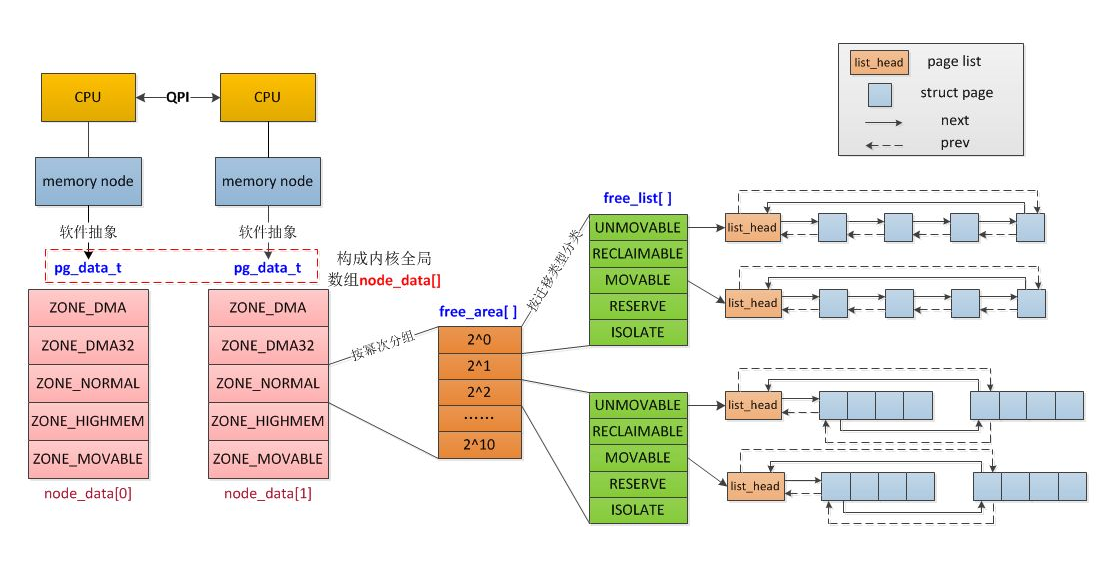 CPU
QPI
CPU
memory node
memory node
软件抽象
软件抽象
pg_data_t
pg_data_t
构成内核全局
数组node_data[]
ZONE_DMA
ZONE_DMA32
ZONE_NORMAL
ZONE_HIGHMEM
ZONE_MOVABLE
node_data[0]
ZONE_DMA
ZONE_DMA32
ZONE_NORMAL
ZONE_HIGHMEM
ZONE_MOVABLE
node_data[1]
按幂次分组
free_area[ ]
2^0
2^1
2^2
······
2^10
按迁移类型分类
free_list[ ]
UNMOVABLE
RECLAIMABLE
MOVABLE
RESERVE
ISOLATE
UNMOVABLE
RECLAIMABLE
MOVABLE
RESERVE
ISOLATE
list_head
list_head
list_head
list_head
list_head
page list
struct page
next
prev